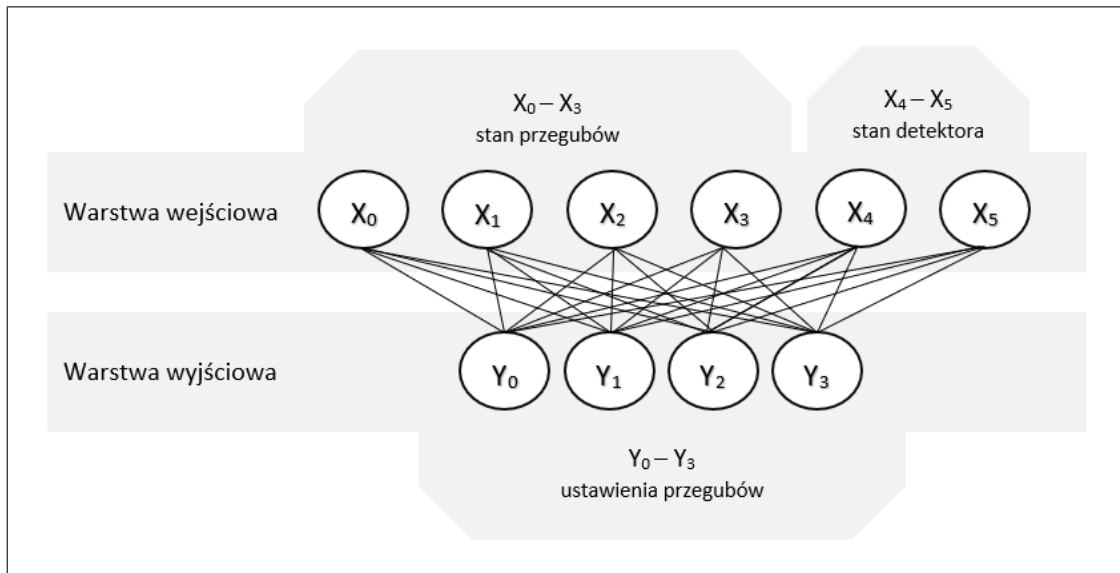 X₀ – X₃
stan przegubów
X₄ – X₅
stan detektora
Warstwa wejściowa
X₀ X₁ X₂ X₃ X₄ X₅
Warstwa wyjściowa
Y₀ Y₁ Y₂ Y₃
Y₀ – Y₃
ustawienia przegubów